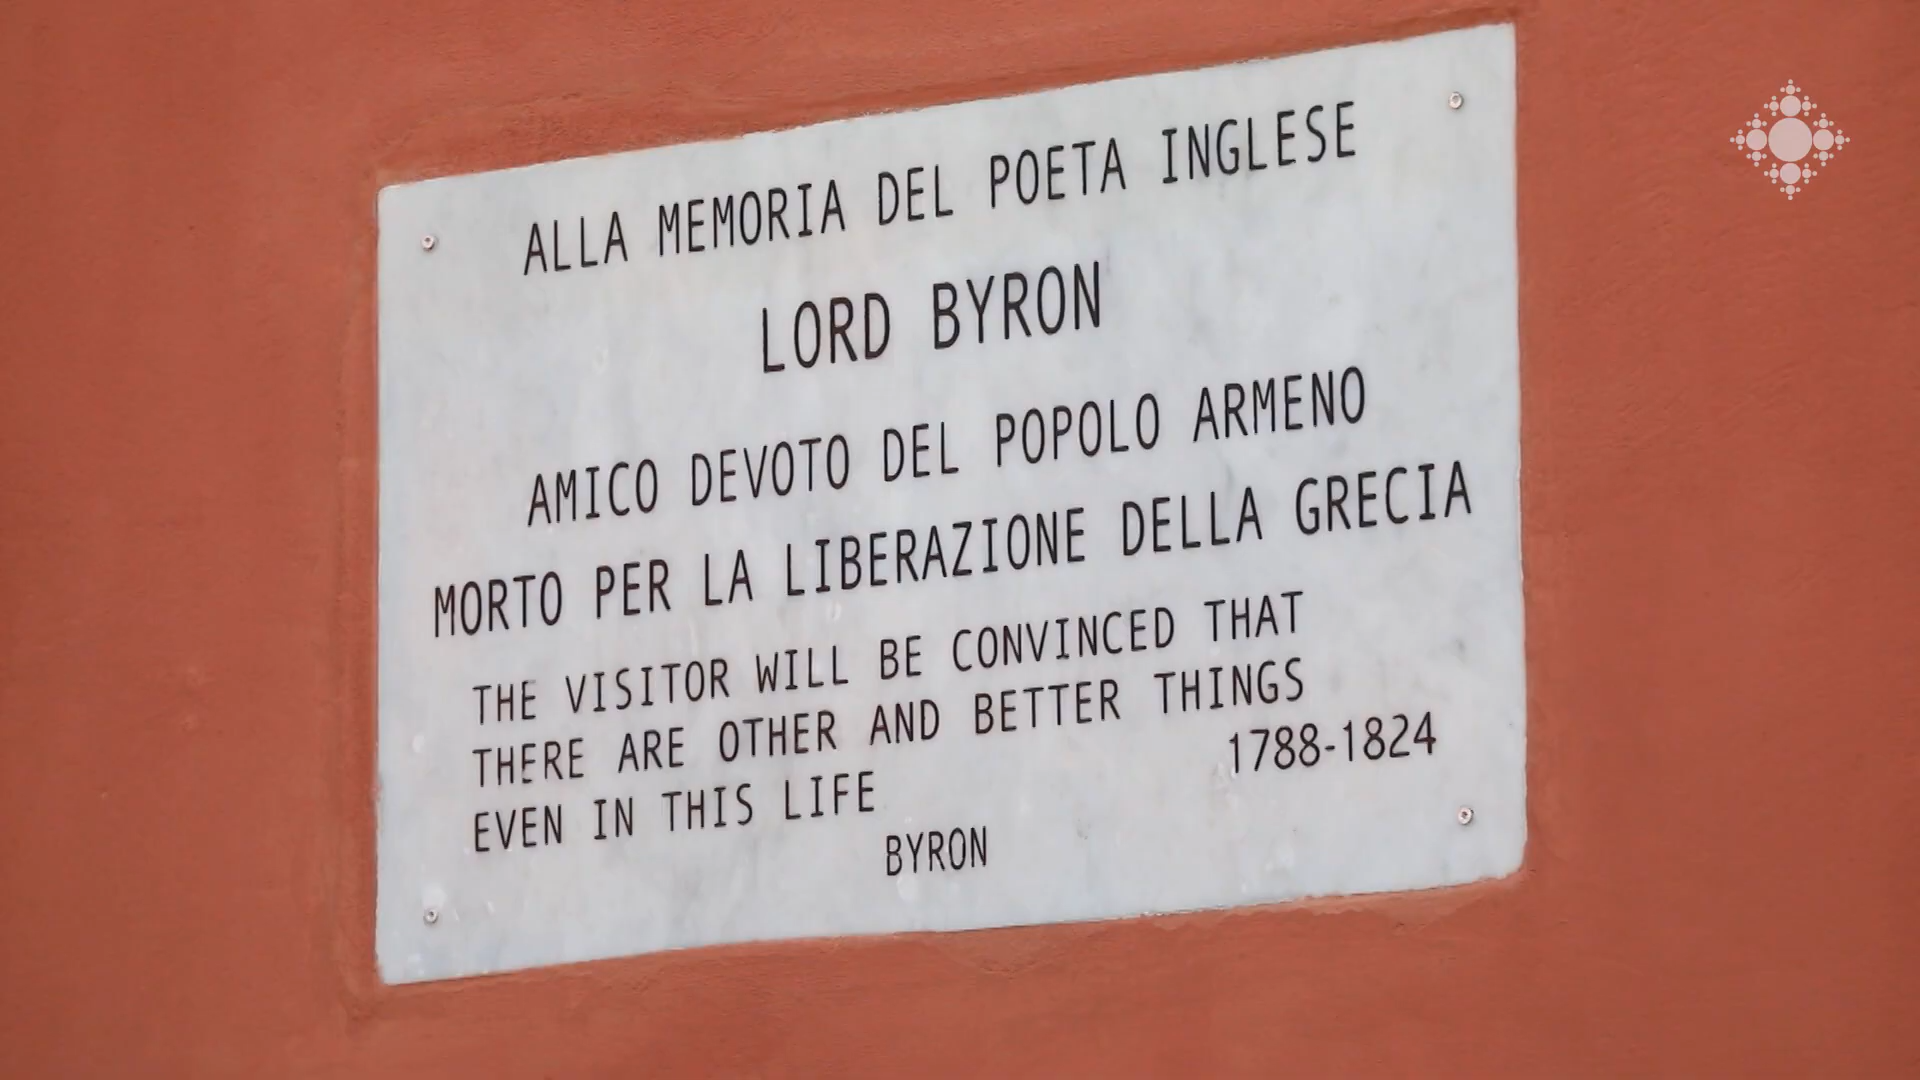 ALLA MEMORIA DEL POETA INGLESE
LORD BYRON
AMICO DEVOTO DEL POPOLO ARMENO
MORTO PER LA LIBERAZIONE DELLA GRECIA
THE VISITOR WILL BE CONVINCED THAT
THERE ARE OTHER AND BETTER THINGS
EVEN IN THIS LIFE
1788-1824
BYRON